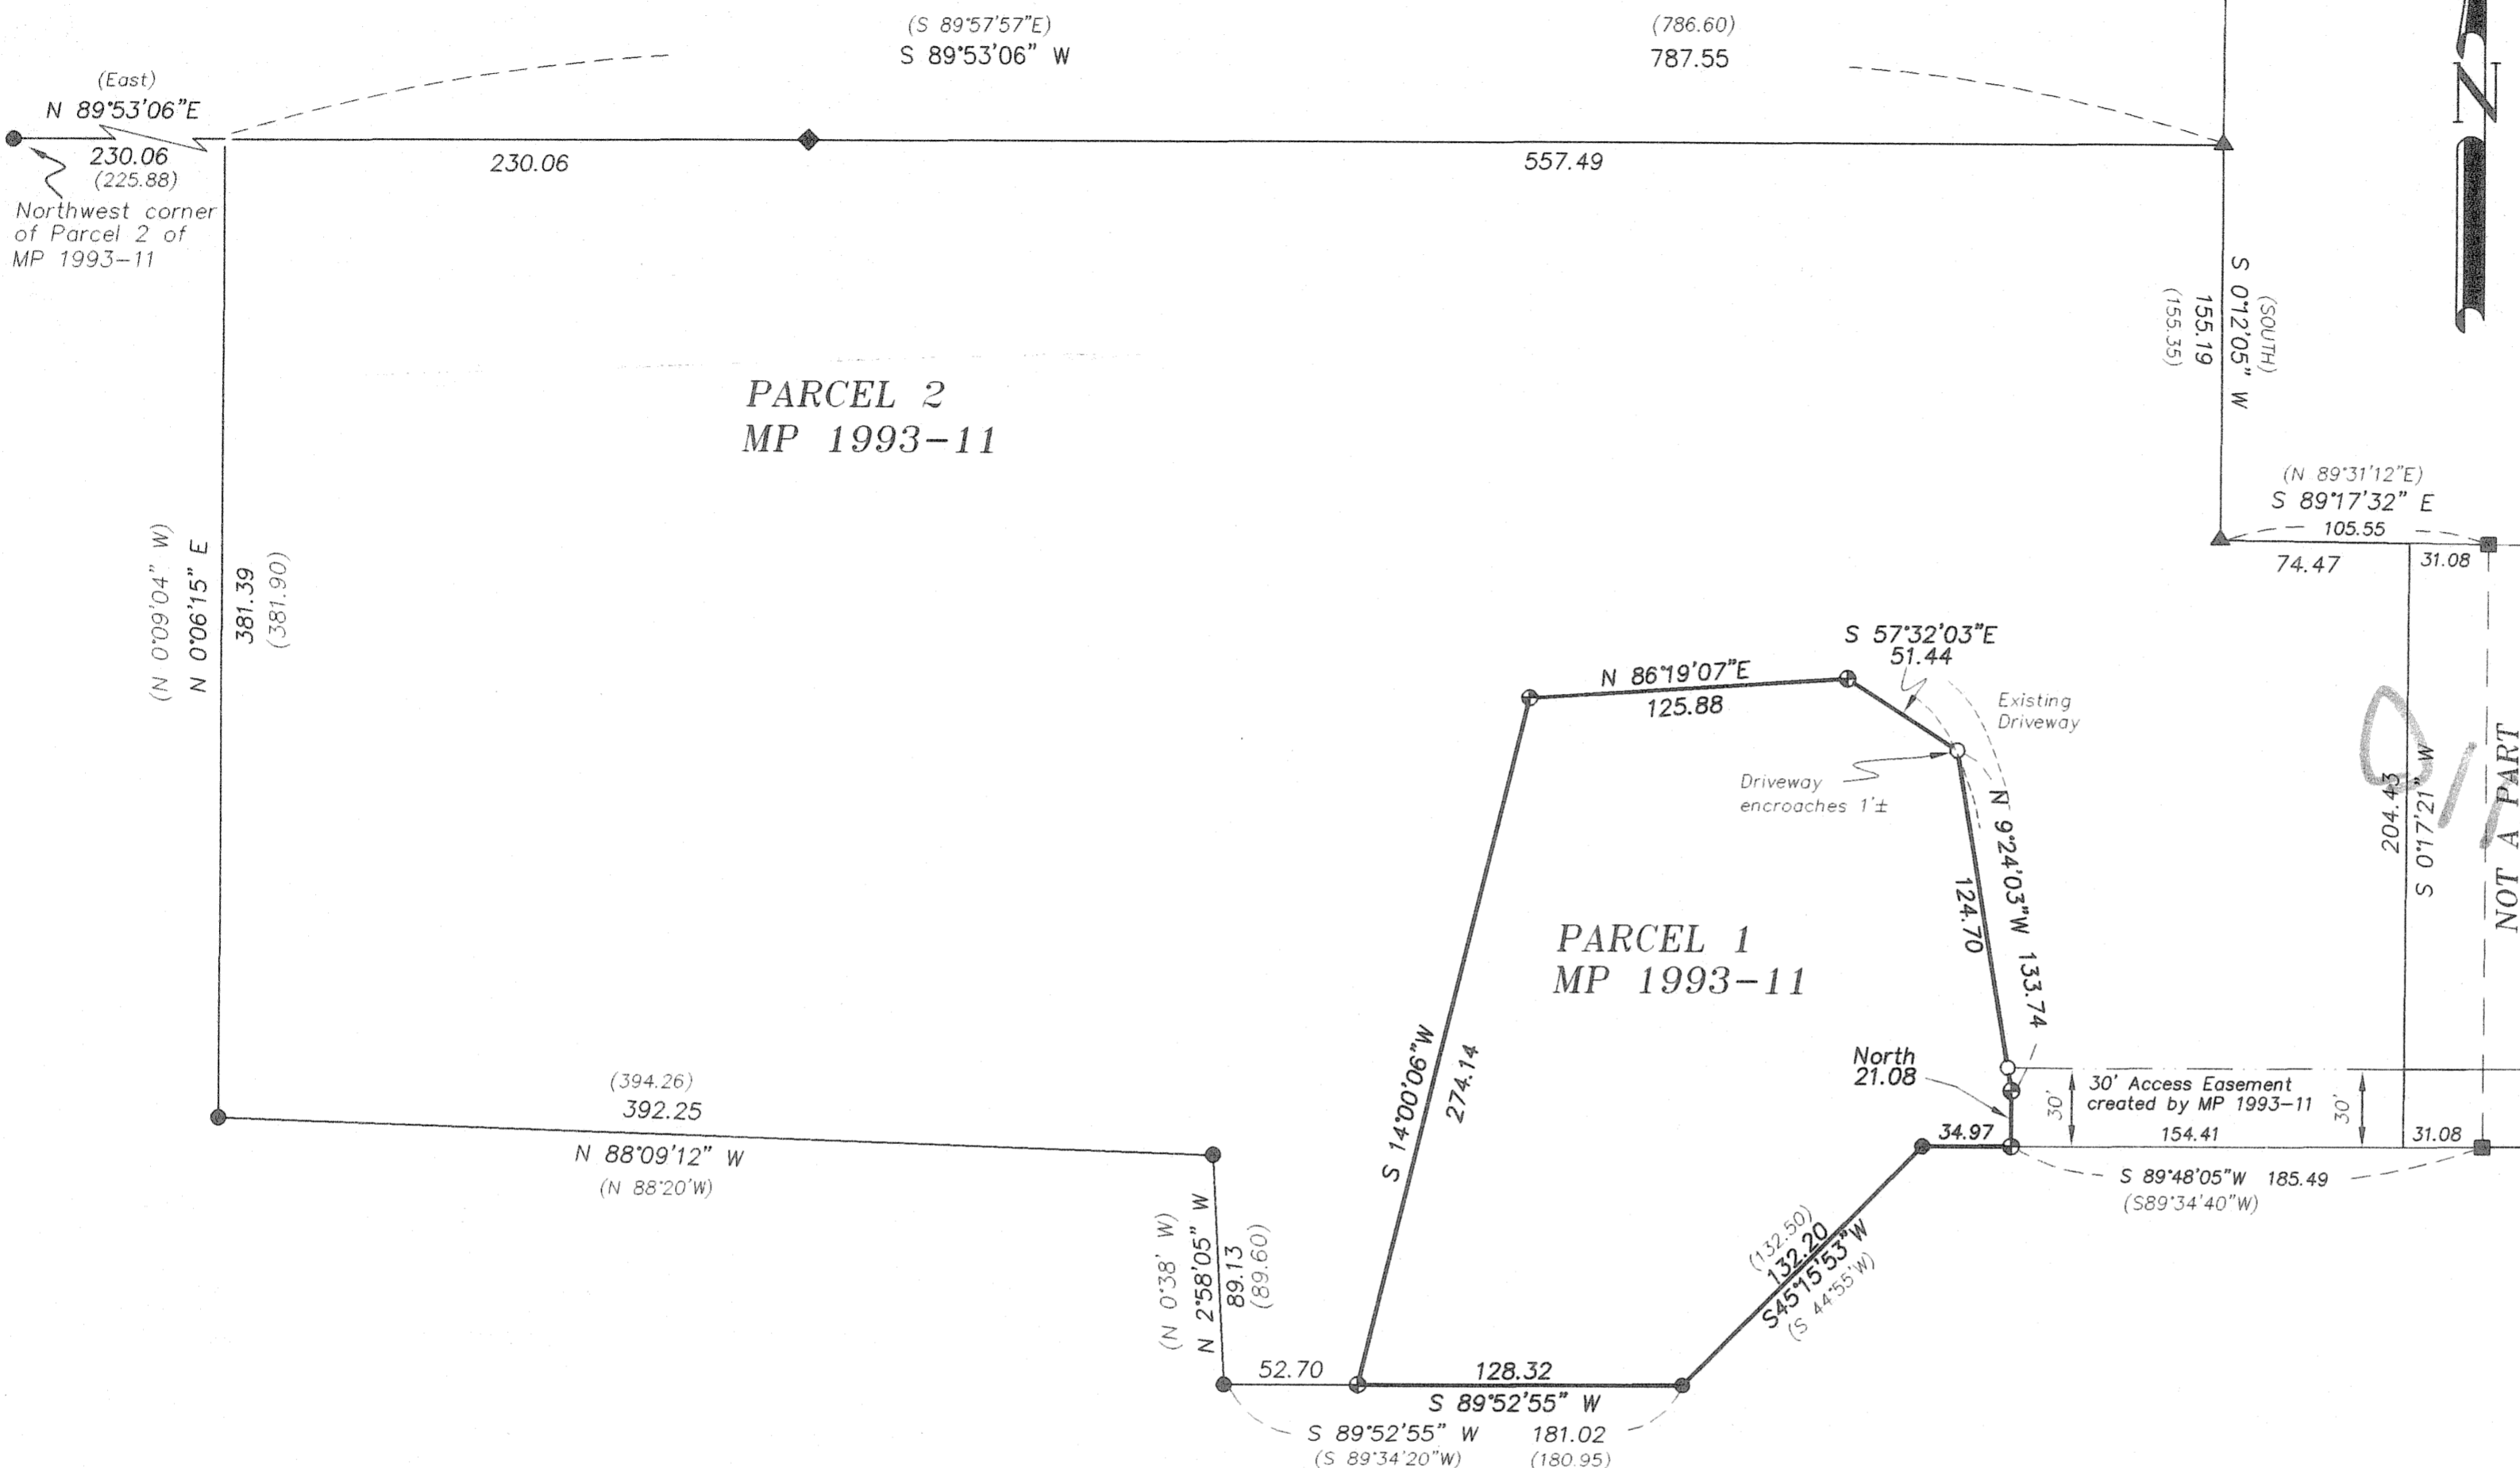 (S 89°57'57"E)
S 89°53'06" W
(786.60)
787.55
N
(East)
N 89°53'06"E
230.06
(225.88)
Northwest corner
of Parcel 2 of
MP 1993-11
230.06
557.49
(SOUTH)
S 0°12'05" W
155.19
(155.35)
PARCEL 2
MP 1993-11
(N 89°31'12"E)
S 89°17'32" E
105.55
74.47
31.08
(N 0°09'04" W)
N 0°06'15" E
381.39
(381.90)
S 57°32'03"E
51.44
N 86°19'07"E
125.88
Existing
Driveway
Driveway
encroaches 1'±
N 9°24'03"W 133.74
124.70
204.43
S 0°17'21" W
NOT A PART
PARCEL 1
MP 1993-11
S 14°00'06"W
274.14
North
21.08
30' Access Easement
created by MP 1993-11
30'
30'
34.97
154.41
31.08
S 89°48'05"W 185.49
(S89°34'40"W)
(394.26)
392.25
N 88°09'12" W
(N 88°20'W)
(N 0°38' W)
N 2°58'05" W
89.13
(89.60)
(132.50)
132.20
S45°15'53"W
(S 44°55'W)
52.70
128.32
S 89°52'55" W
S 89°52'55" W 181.02
(S 89°34'20"W) (180.95)